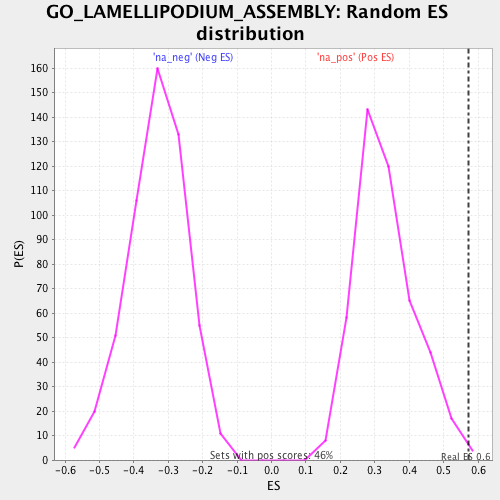 GO_LAMELLIPODIUM_ASSEMBLY: Random ES
distribution
'na_neg' (Neg ES)
'na_pos' (Pos ES)
160
150
140
130
120
110
100
90
80
70
60
50
40
30
20
10
0
P(ES)
Sets with pos scores: 46%
Real ES 0.6
-0.6 -0.5 -0.4 -0.3 -0.2 -0.1 0.0 0.1 0.2 0.3 0.4 0.5 0.6
ES